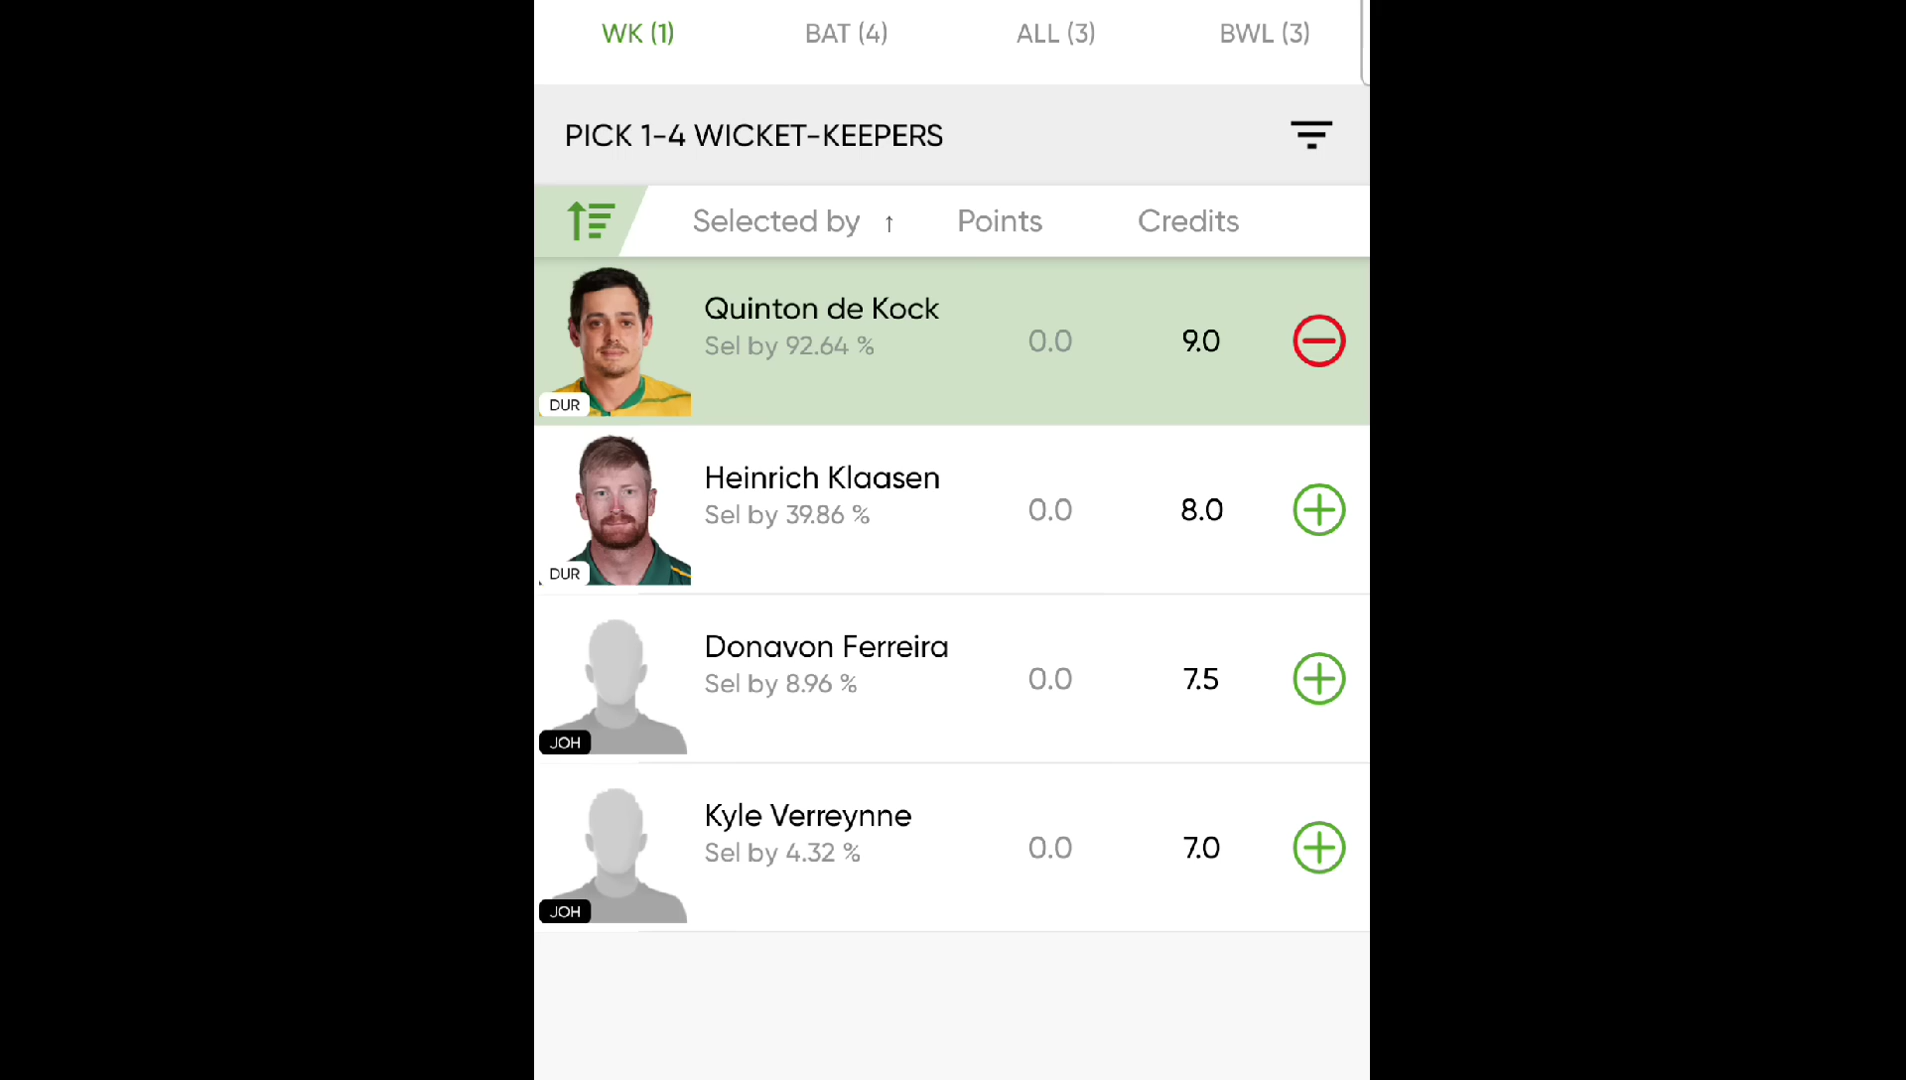 WK (1) BAT (4) ALL (3) BWL (3)
PICK 1-4 WICKET-KEEPERS
Selected by ↑ Points Credits
Quinton de Kock
Sel by 92.64 % 0.0 9.0
DUR
Heinrich Klaasen
Sel by 39.86 % 0.0 8.0
DUR
Donavon Ferreira
Sel by 8.96 % 0.0 7.5
JOH
Kyle Verreynne
Sel by 4.32 % 0.0 7.0
JOH